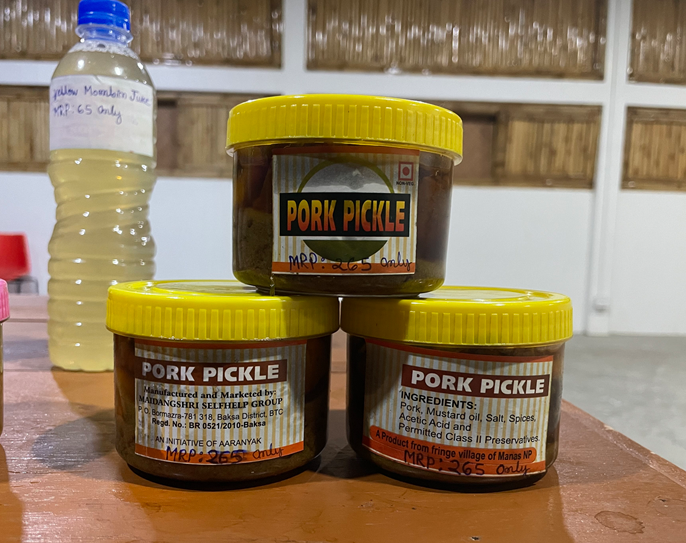 Yellow Mombin Juice
MRP: 65 only
NON-VEG
PORK PICKLE
MRP: 265 only
PORK PICKLE
Manufactured and Marketed by:
MAIDANGSHRI SELFHELP GROUP
P.O. Bormazra-781 318, Baksa District, BTC
Regd. No.: BR 0521/2010-Baksa
AN INITIATIVE OF AARANYAK
MRP: 265 only
PORK PICKLE
INGREDIENTS:
Pork, Mustard oil, Salt, Spices,
Acetic Acid and
Permitted Class II Preservatives.
A Product from fringe village of Manas NP
MRP: 265 only